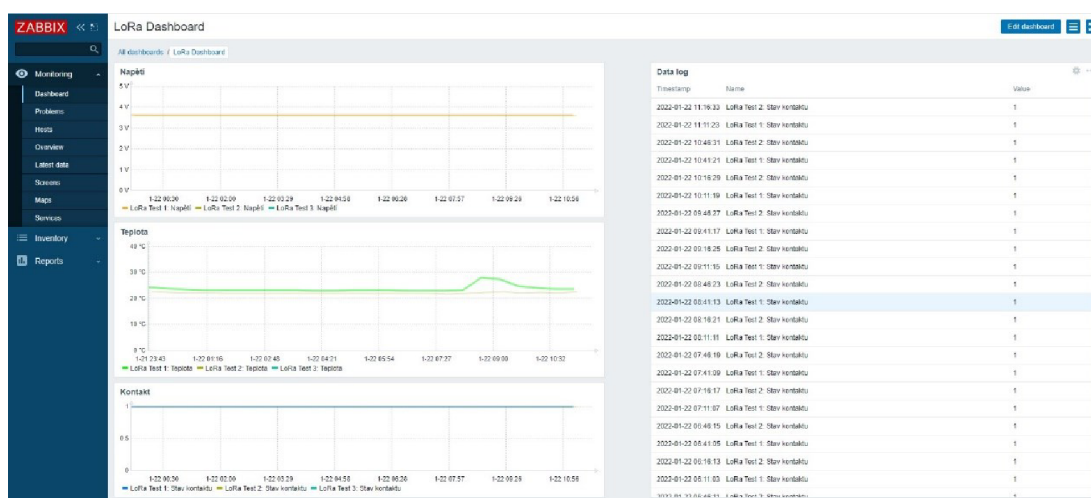 ZABBIX
LoRa Dashboard
Edit dashboard
All dashboards / LoRa Dashboard
Monitoring
Dashboard
Problems
Hosts
Overview
Latest data
Screens
Maps
Services
Inventory
Reports
Napětí
5 V
4 V
3 V
2 V
1 V
0 V
1-22 00:30 1-22 02:00 1-22 03:29 1-22 04:58 1-22 06:28 1-22 07:57 1-22 09:26 1-22 10:56
LoRa Test 1: Napětí LoRa Test 2: Napětí LoRa Test 3: Napětí
Teplota
40 °C
30 °C
20 °C
10 °C
0 °C
1-21 23:43 1-22 01:16 1-22 02:48 1-22 04:21 1-22 05:54 1-22 07:27 1-22 09:00 1-22 10:32
LoRa Test 1: Teplota LoRa Test 2: Teplota LoRa Test 3: Teplota
Kontakt
1
0.5
0
1-22 00:30 1-22 02:00 1-22 03:29 1-22 04:58 1-22 06:28 1-22 07:57 1-22 09:26 1-22 10:56
LoRa Test 1: Stav kontaktu LoRa Test 2: Stav kontaktu LoRa Test 3: Stav kontaktu
Data log
Timestamp Name Value
2022-01-22 11:16:33 LoRa Test 2: Stav kontaktu 1
2022-01-22 11:11:23 LoRa Test 1: Stav kontaktu 1
2022-01-22 10:46:31 LoRa Test 2: Stav kontaktu 1
2022-01-22 10:41:21 LoRa Test 1: Stav kontaktu 1
2022-01-22 10:16:29 LoRa Test 2: Stav kontaktu 1
2022-01-22 10:11:19 LoRa Test 1: Stav kontaktu 1
2022-01-22 09:46:27 LoRa Test 2: Stav kontaktu 1
2022-01-22 09:41:17 LoRa Test 1: Stav kontaktu 1
2022-01-22 09:16:25 LoRa Test 2: Stav kontaktu 1
2022-01-22 09:11:15 LoRa Test 1: Stav kontaktu 1
2022-01-22 08:46:23 LoRa Test 2: Stav kontaktu 1
2022-01-22 08:41:13 LoRa Test 1: Stav kontaktu 1
2022-01-22 08:16:21 LoRa Test 2: Stav kontaktu 1
2022-01-22 08:11:11 LoRa Test 1: Stav kontaktu 1
2022-01-22 07:46:19 LoRa Test 2: Stav kontaktu 1
2022-01-22 07:41:09 LoRa Test 1: Stav kontaktu 1
2022-01-22 07:16:17 LoRa Test 2: Stav kontaktu 1
2022-01-22 07:11:07 LoRa Test 1: Stav kontaktu 1
2022-01-22 06:46:15 LoRa Test 2: Stav kontaktu 1
2022-01-22 06:41:05 LoRa Test 1: Stav kontaktu 1
2022-01-22 06:16:13 LoRa Test 2: Stav kontaktu 1
2022-01-22 06:11:03 LoRa Test 1: Stav kontaktu 1
2022-01-22 05:46:11 LoRa Test 2: Stav kontaktu 1